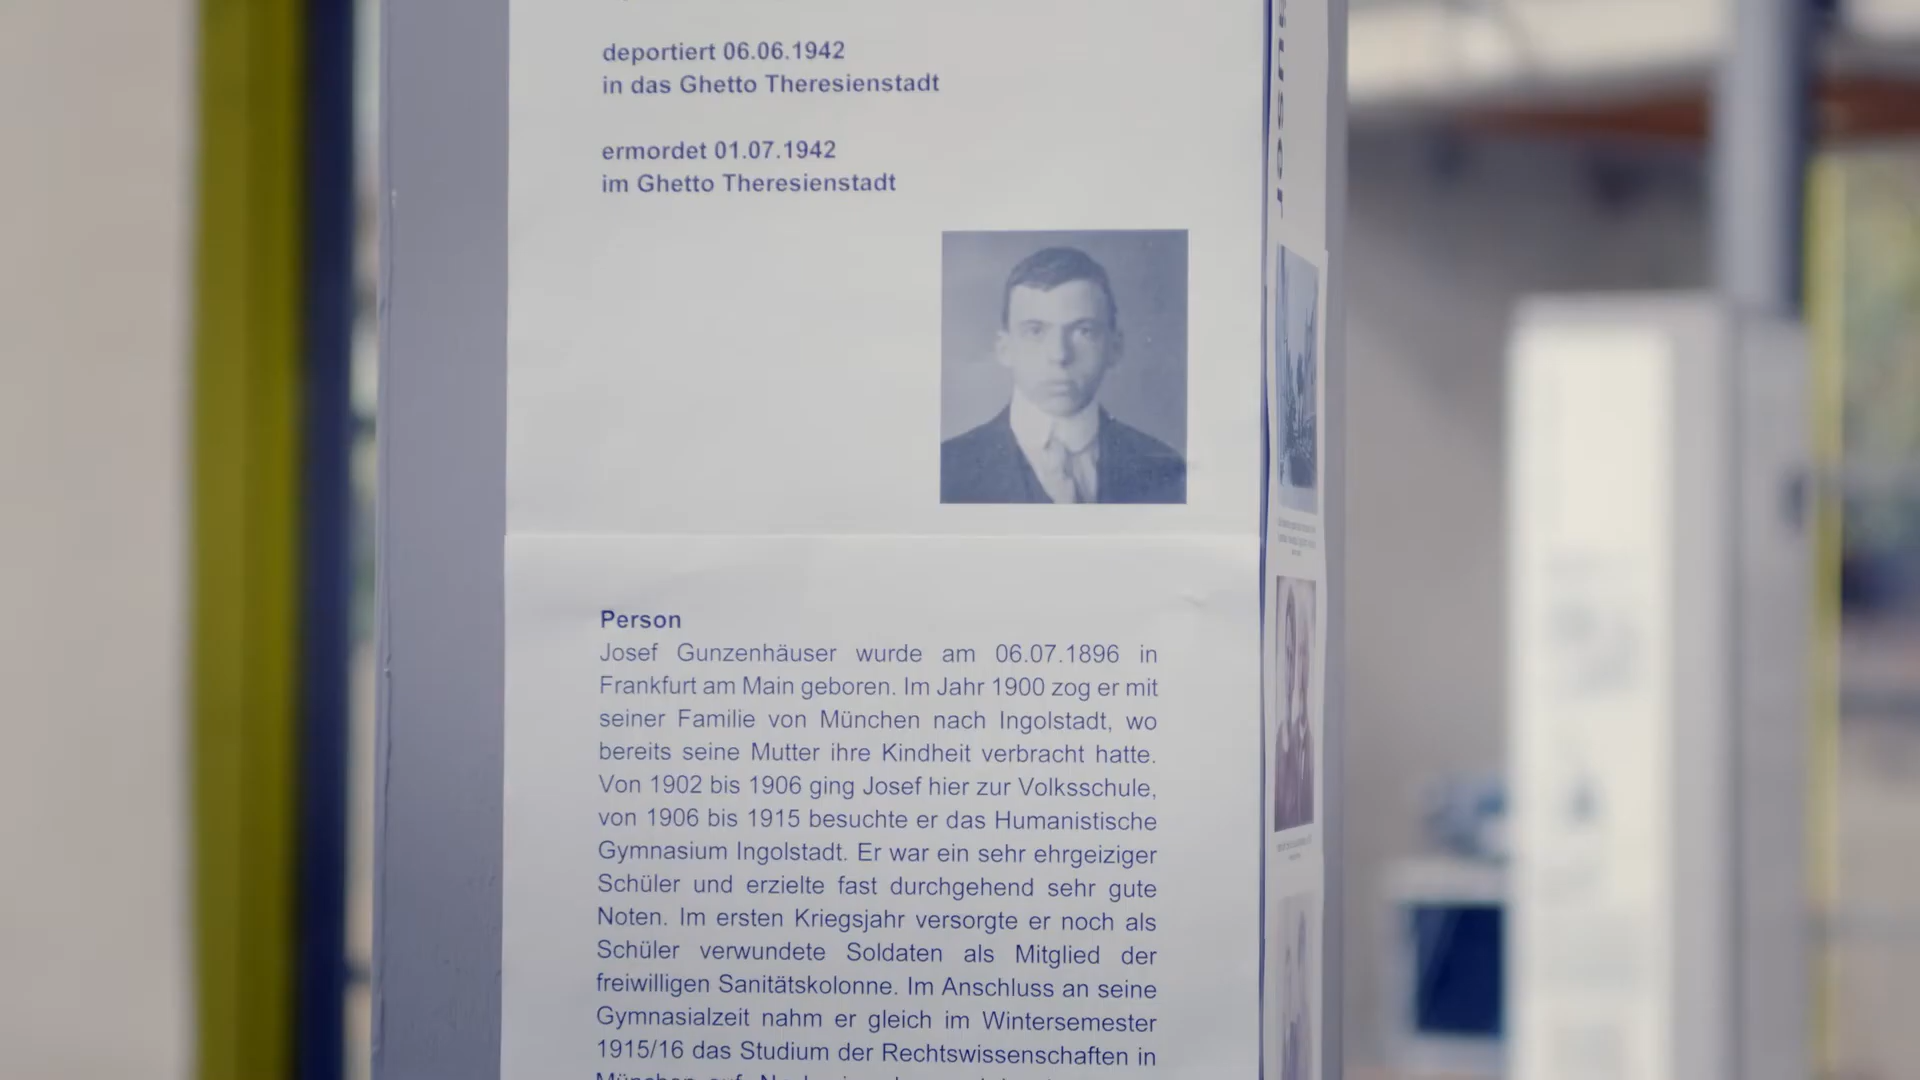 deportiert 06.06.1942
in das Ghetto Theresienstadt
ermordet 01.07.1942
im Ghetto Theresienstadt
Person
Josef Gunzenhäuser wurde am 06.07.1896 in
Frankfurt am Main geboren. Im Jahr 1900 zog er mit
seiner Familie von München nach Ingolstadt, wo
bereits seine Mutter ihre Kindheit verbracht hatte.
Von 1902 bis 1906 ging Josef hier zur Volksschule,
von 1906 bis 1915 besuchte er das Humanistische
Gymnasium Ingolstadt. Er war ein sehr ehrgeiziger
Schüler und erzielte fast durchgehend sehr gute
Noten. Im ersten Kriegsjahr versorgte er noch als
Schüler verwundete Soldaten als Mitglied der
freiwilligen Sanitätskolonne. Im Anschluss an seine
Gymnasialzeit nahm er gleich im Wintersemester
1915/16 das Studium der Rechtswissenschaften in